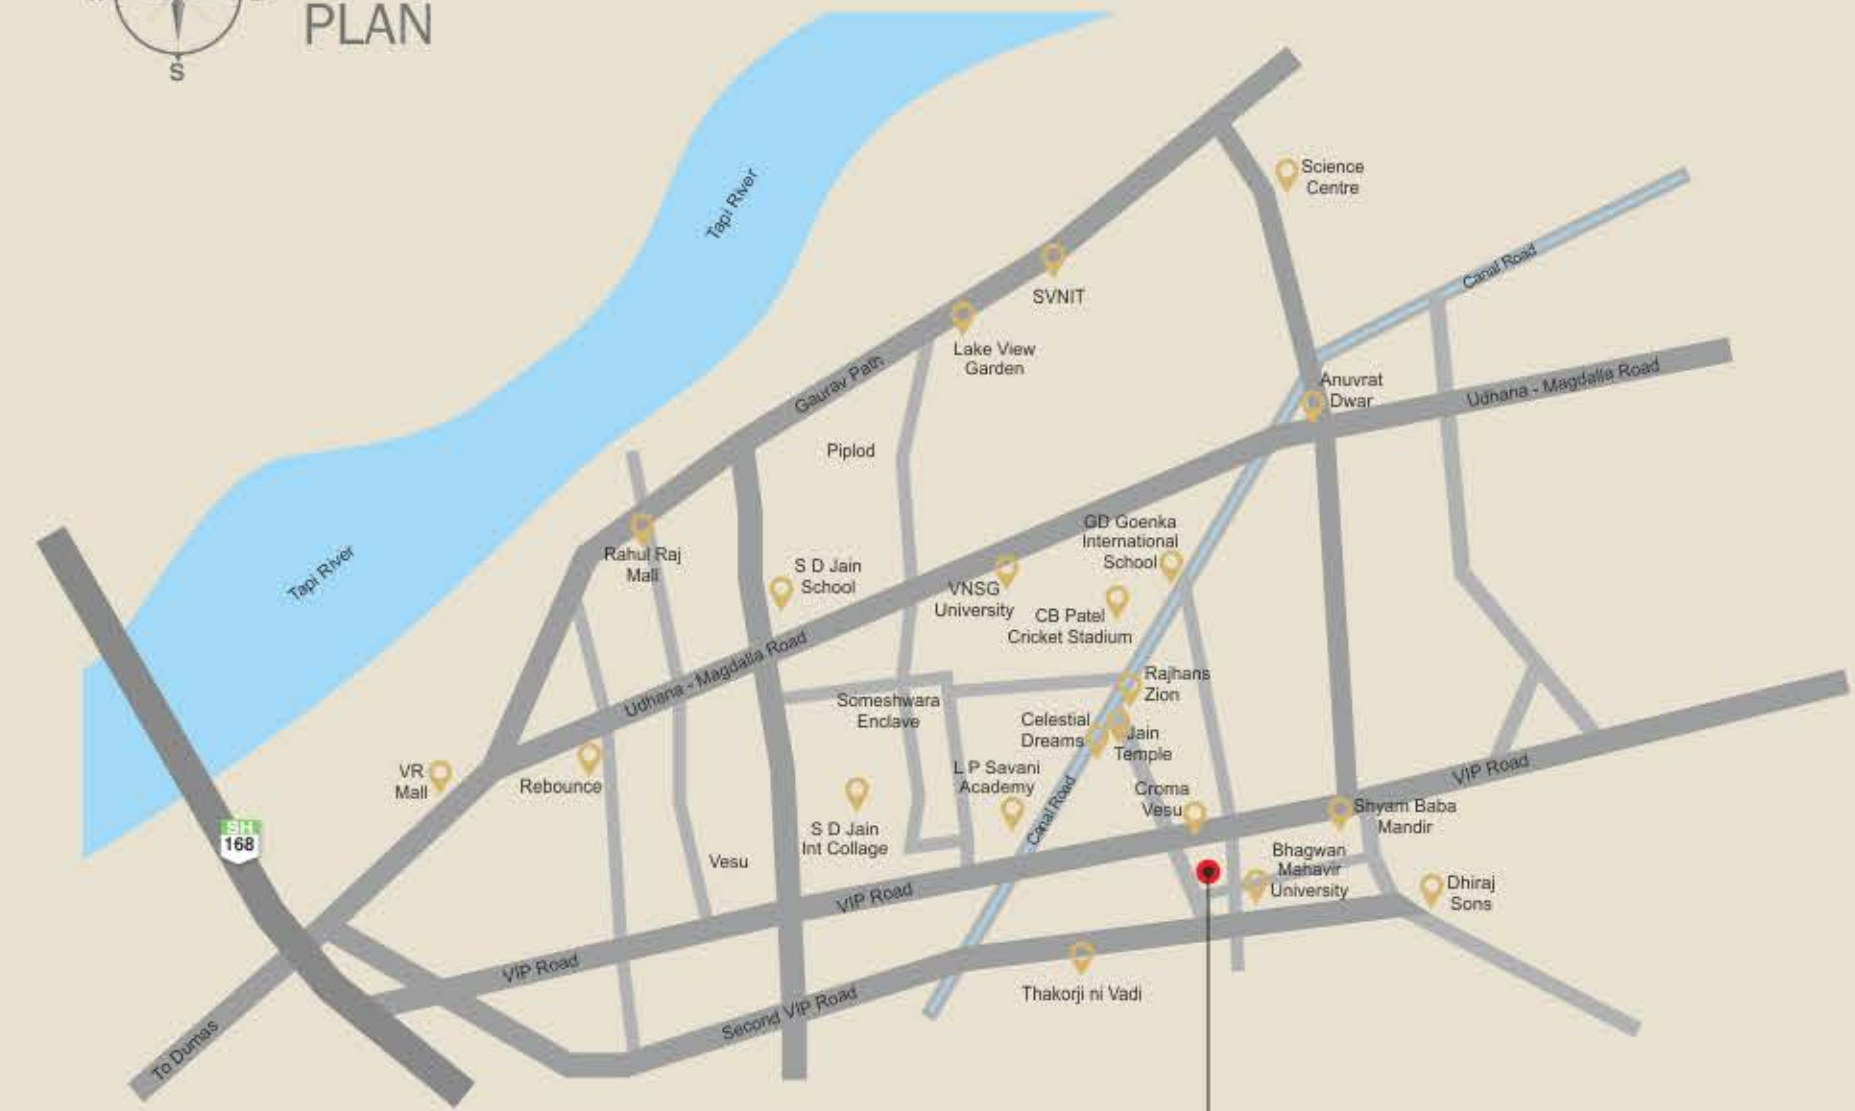 PLAN
S
Tapi River
Science
Centre
Canal Road
SVNIT
Lake View
Garden
Gaurav Path
Anuvrat
Dwar
Udhana - Magdalla Road
Piplod
Tapi River
Rahul Raj
Mall
S D Jain
School
GD Goenka
International
School
VNSG
University
CB Patel
Cricket Stadium
Udhana - Magdalla Road
Someshwara
Enclave
Rajhans
Zion
Celestial
Dreams
Jain
Temple
VR
Mall
Rebounce
L P Savani
Academy
Canal Road
Croma
Vesu
VIP Road
Shyam Baba
Mandir
SH
168
S D Jain
Int Collage
Vesu
VIP Road
Bhagwan
Mahavir
University
Dhiraj
Sons
VIP Road
Thakorji ni Vadi
Second VIP Road
To Dumas